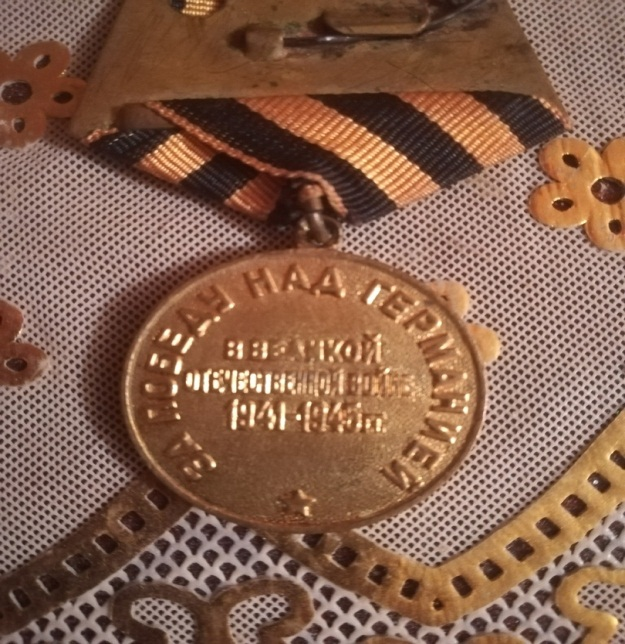 ЗА ПОБЕДУ НАД ГЕРМАНИЕЙ
В ВЕЛИКОЙ
ОТЕЧЕСТВЕННОЙ ВОЙНЕ
1941-1945 гг